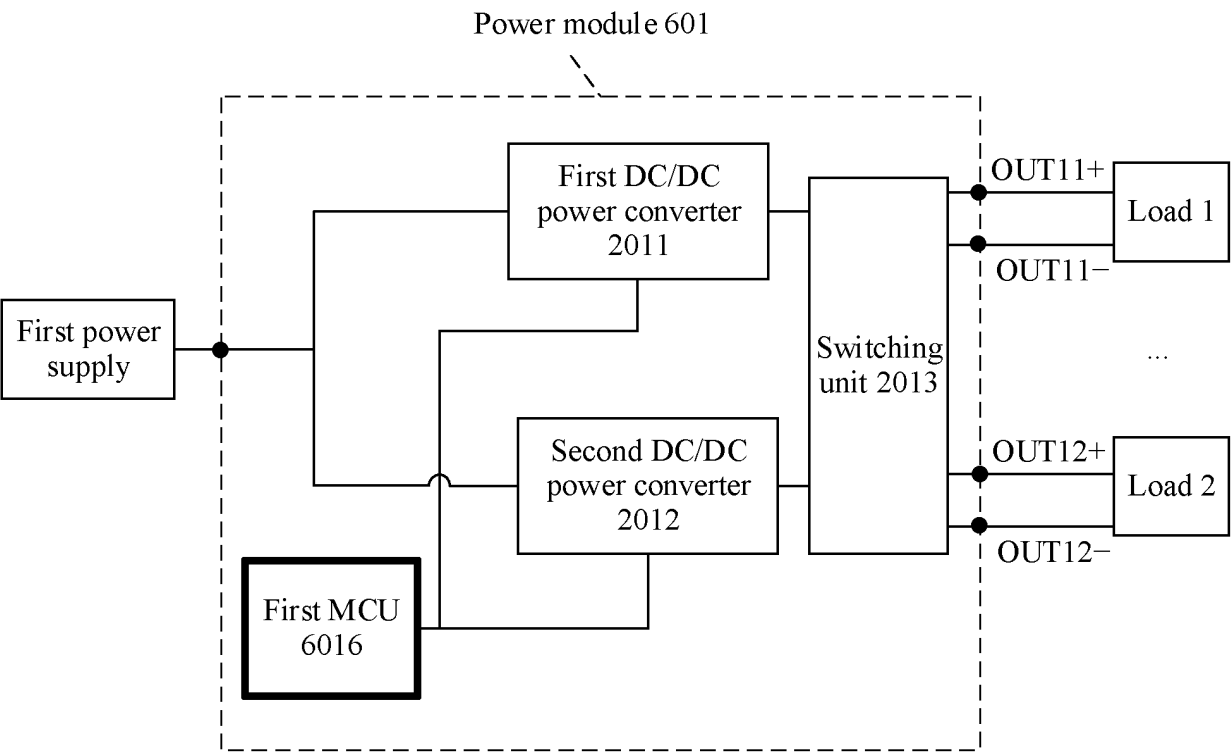 Power module 601
First DC/DC
power converter
2011
OUT11+
Load 1
OUT11−
First power
supply
Switching
unit 2013
...
Second DC/DC
power converter
2012
OUT12+
Load 2
OUT12−
First MCU
6016